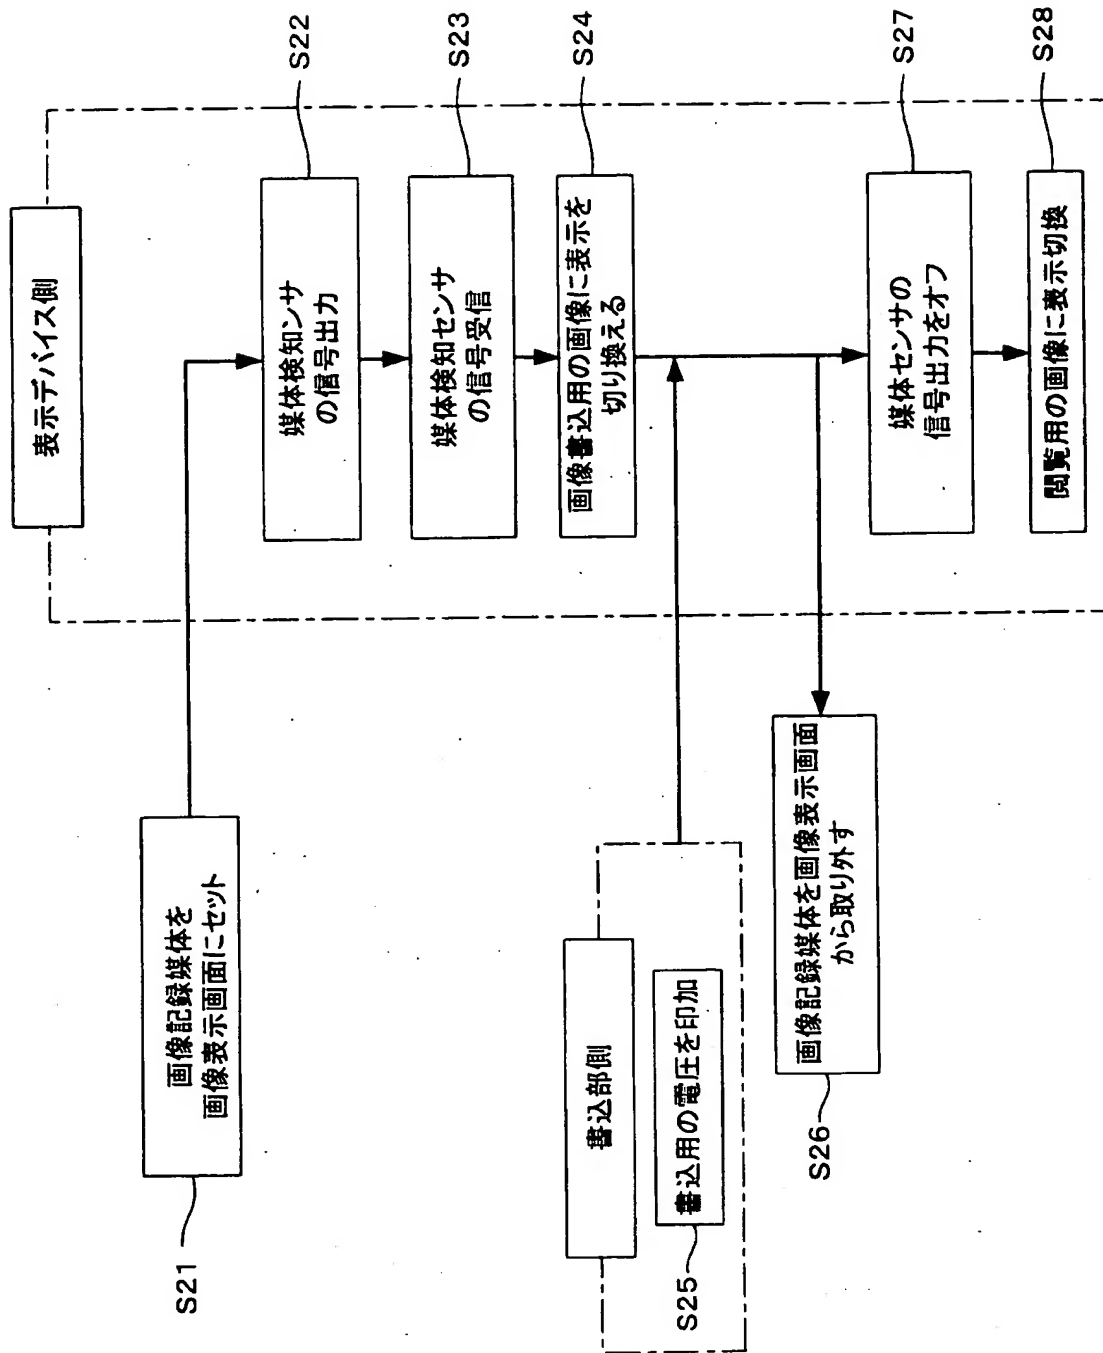 表示デバイス側
画像記録媒体を
画像表示画面にセット
S21
媒体検知ンサ
の信号出力
S22
媒体検知センサ
の信号受信
S23
画像書込用の画像に表示を
切り換える
S24
書込部側
書込用の電圧を印加
S25
画像記録媒体を画像表示画面
から取り外す
S26
媒体センサの
信号出力をオフ
S27
閲覧用の画像に表示切換
S28